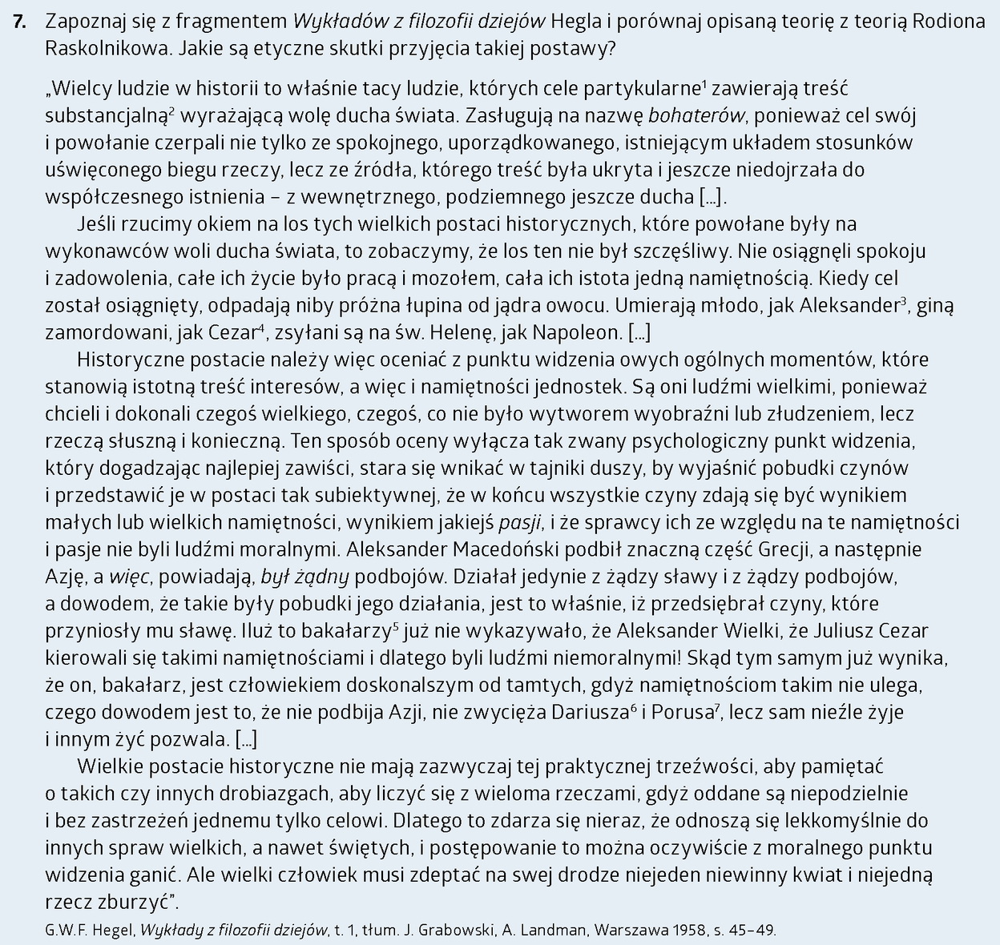 7. Zapoznaj się z fragmentem Wykładów z filozofii dziejów Hegla i porównaj opisaną teorię z teorią Rodiona
Raskolnikowa. Jakie są etyczne skutki przyjęcia takiej postawy?
„Wielcy ludzie w historii to właśnie tacy ludzie, których cele partykularne¹ zawierają treść
substancjalną² wyrażającą wolę ducha świata. Zasługują na nazwę bohaterów, ponieważ cel swój
i powołanie czerpali nie tylko ze spokojnego, uporządkowanego, istniejącym układem stosunków
uświęconego biegu rzeczy, lecz ze źródła, którego treść była ukryta i jeszcze niedojrzała do
współczesnego istnienia – z wewnętrznego, podziemnego jeszcze ducha [...].
Jeśli rzucimy okiem na los tych wielkich postaci historycznych, które powołane były na
wykonawców woli ducha świata, to zobaczymy, że los ten nie był szczęśliwy. Nie osiągnęli spokoju
i zadowolenia, całe ich życie było pracą i mozołem, cała ich istota jedną namiętnością. Kiedy cel
został osiągnięty, odpadają niby próżna łupina od jądra owocu. Umierają młodo, jak Aleksander³, giną
zamordowani, jak Cezar⁴, zsyłani są na św. Helenę, jak Napoleon. [...]
Historyczne postacie należy więc oceniać z punktu widzenia owych ogólnych momentów, które
stanowią istotną treść interesów, a więc i namiętności jednostek. Są oni ludźmi wielkimi, ponieważ
chcieli i dokonali czegoś wielkiego, czegoś, co nie było wytworem wyobraźni lub złudzeniem, lecz
rzeczą słuszną i konieczną. Ten sposób oceny wyłącza tak zwany psychologiczny punkt widzenia,
który dogadzając najlepiej zawiści, stara się wnikać w tajniki duszy, by wyjaśnić pobudki czynów
i przedstawić je w postaci tak subiektywnej, że w końcu wszystkie czyny zdają się być wynikiem
małych lub wielkich namiętności, wynikiem jakiejś pasji, i że sprawcy ich ze względu na te namiętności
i pasje nie byli ludźmi moralnymi. Aleksander Macedoński podbił znaczną część Grecji, a następnie
Azję, a więc, powiadają, był żądny podbojów. Działał jedynie z żądzy sławy i z żądzy podbojów,
a dowodem, że takie były pobudki jego działania, jest to właśnie, iż przedsiębrał czyny, które
przyniosły mu sławę. Iluż to bakałarzy⁵ już nie wykazywało, że Aleksander Wielki, że Juliusz Cezar
kierowali się takimi namiętnościami i dlatego byli ludźmi niemoralnymi! Skąd tym samym już wynika,
że on, bakałarz, jest człowiekiem doskonalszym od tamtych, gdyż namiętnościom takim nie ulega,
czego dowodem jest to, że nie podbija Azji, nie zwycięża Dariusza⁶ i Porusa⁷, lecz sam nieźle żyje
i innym żyć pozwala. [...]
Wielkie postacie historyczne nie mają zazwyczaj tej praktycznej trzeźwości, aby pamiętać
o takich czy innych drobiazgach, aby liczyć się z wieloma rzeczami, gdyż oddane są niepodzielnie
i bez zastrzeżeń jednemu tylko celowi. Dlatego to zdarza się nieraz, że odnoszą się lekkomyślnie do
innych spraw wielkich, a nawet świętych, i postępowanie to można oczywiście z moralnego punktu
widzenia ganić. Ale wielki człowiek musi zdeptać na swej drodze niejeden niewinny kwiat i niejedną
rzecz zburzyć”.
G.W.F. Hegel, Wykłady z filozofii dziejów, t. 1, tłum. J. Grabowski, A. Landman, Warszawa 1958, s. 45–49.